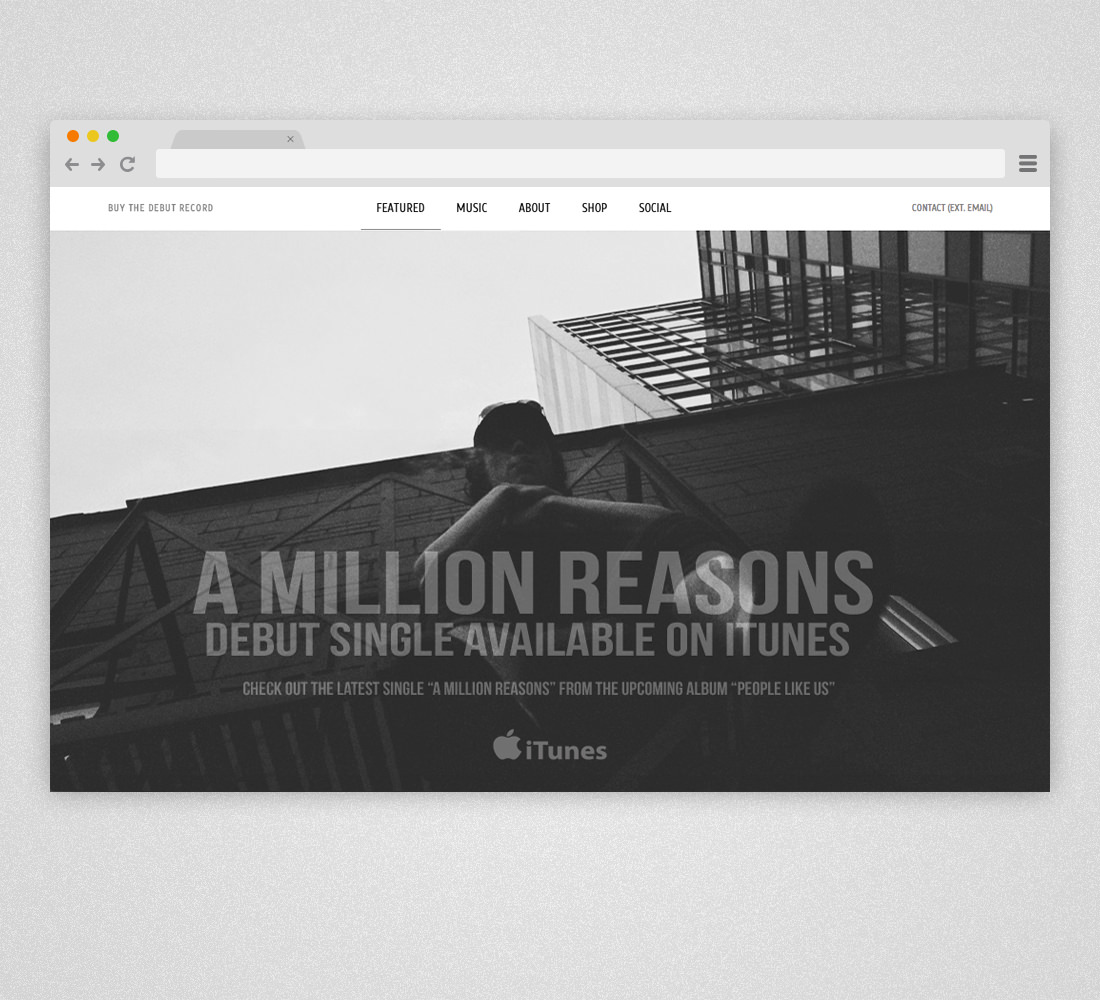 BUY THE DEBUT RECORD
FEATURED MUSIC ABOUT SHOP SOCIAL
CONTACT (EXT. EMAIL)
A MILLION REASONS
DEBUT SINGLE AVAILABLE ON ITUNES
CHECK OUT THE LATEST SINGLE “A MILLION REASONS” FROM THE UPCOMING ALBUM “PEOPLE LIKE US”
iTunes